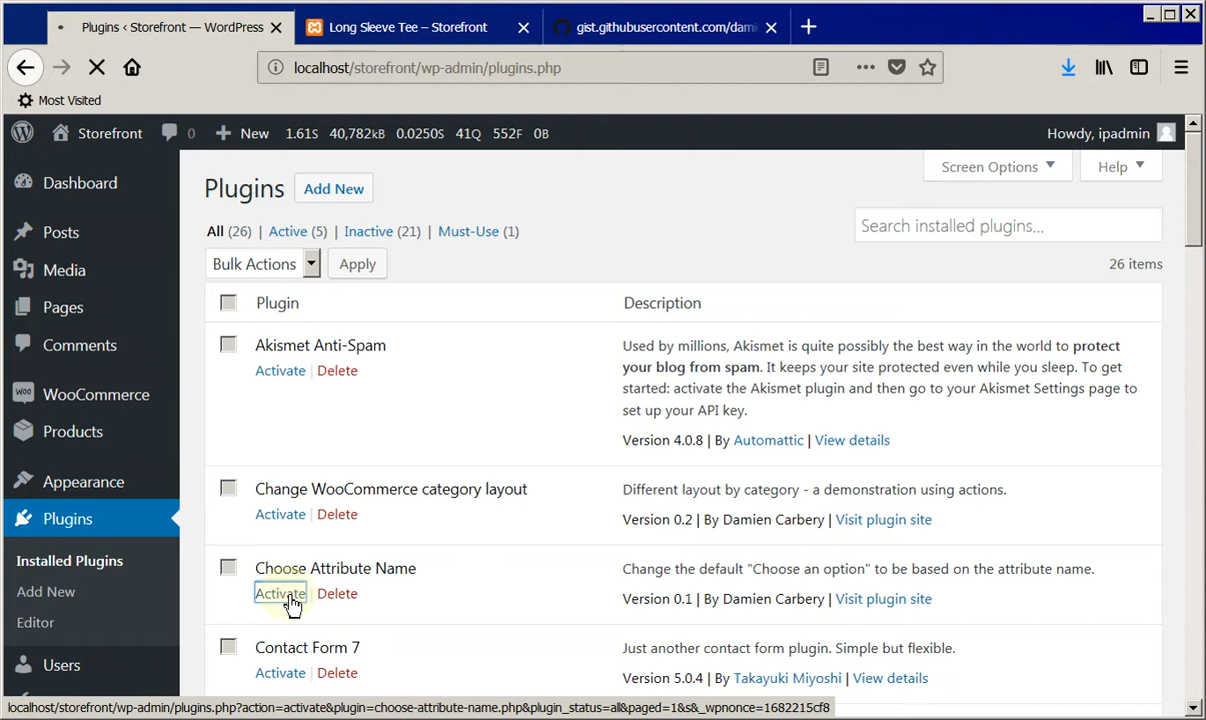 Plugins < Storefront — WordPress
Long Sleeve Tee – Storefront
gist.githubusercontent.com/dami
localhost/storefront/wp-admin/plugins.php
Most Visited
Storefront 0 New 1.61S 40,782kB 0.0250S 41Q 552F 0B Howdy, ipadmin
Dashboard
Posts
Media
Pages
Comments
WooCommerce
Products
Appearance
Plugins
Installed Plugins
Add New
Editor
Users
Screen Options Help
Plugins Add New
All (26) | Active (5) | Inactive (21) | Must-Use (1)
Search installed plugins...
Bulk Actions Apply 26 items
Plugin Description
Akismet Anti-Spam
Activate | Delete
Used by millions, Akismet is quite possibly the best way in the world to protect
your blog from spam. It keeps your site protected even while you sleep. To get
started: activate the Akismet plugin and then go to your Akismet Settings page to
set up your API key.
Version 4.0.8 | By Automattic | View details
Change WooCommerce category layout
Activate | Delete
Different layout by category - a demonstration using actions.
Version 0.2 | By Damien Carbery | Visit plugin site
Choose Attribute Name
Activate | Delete
Change the default "Choose an option" to be based on the attribute name.
Version 0.1 | By Damien Carbery | Visit plugin site
Contact Form 7
Activate | Delete
Just another contact form plugin. Simple but flexible.
Version 5.0.4 | By Takayuki Miyoshi | View details
localhost/storefront/wp-admin/plugins.php?action=activate&plugin=choose-attribute-name.php&plugin_status=all&paged=1&s&_wpnonce=1682215cf8